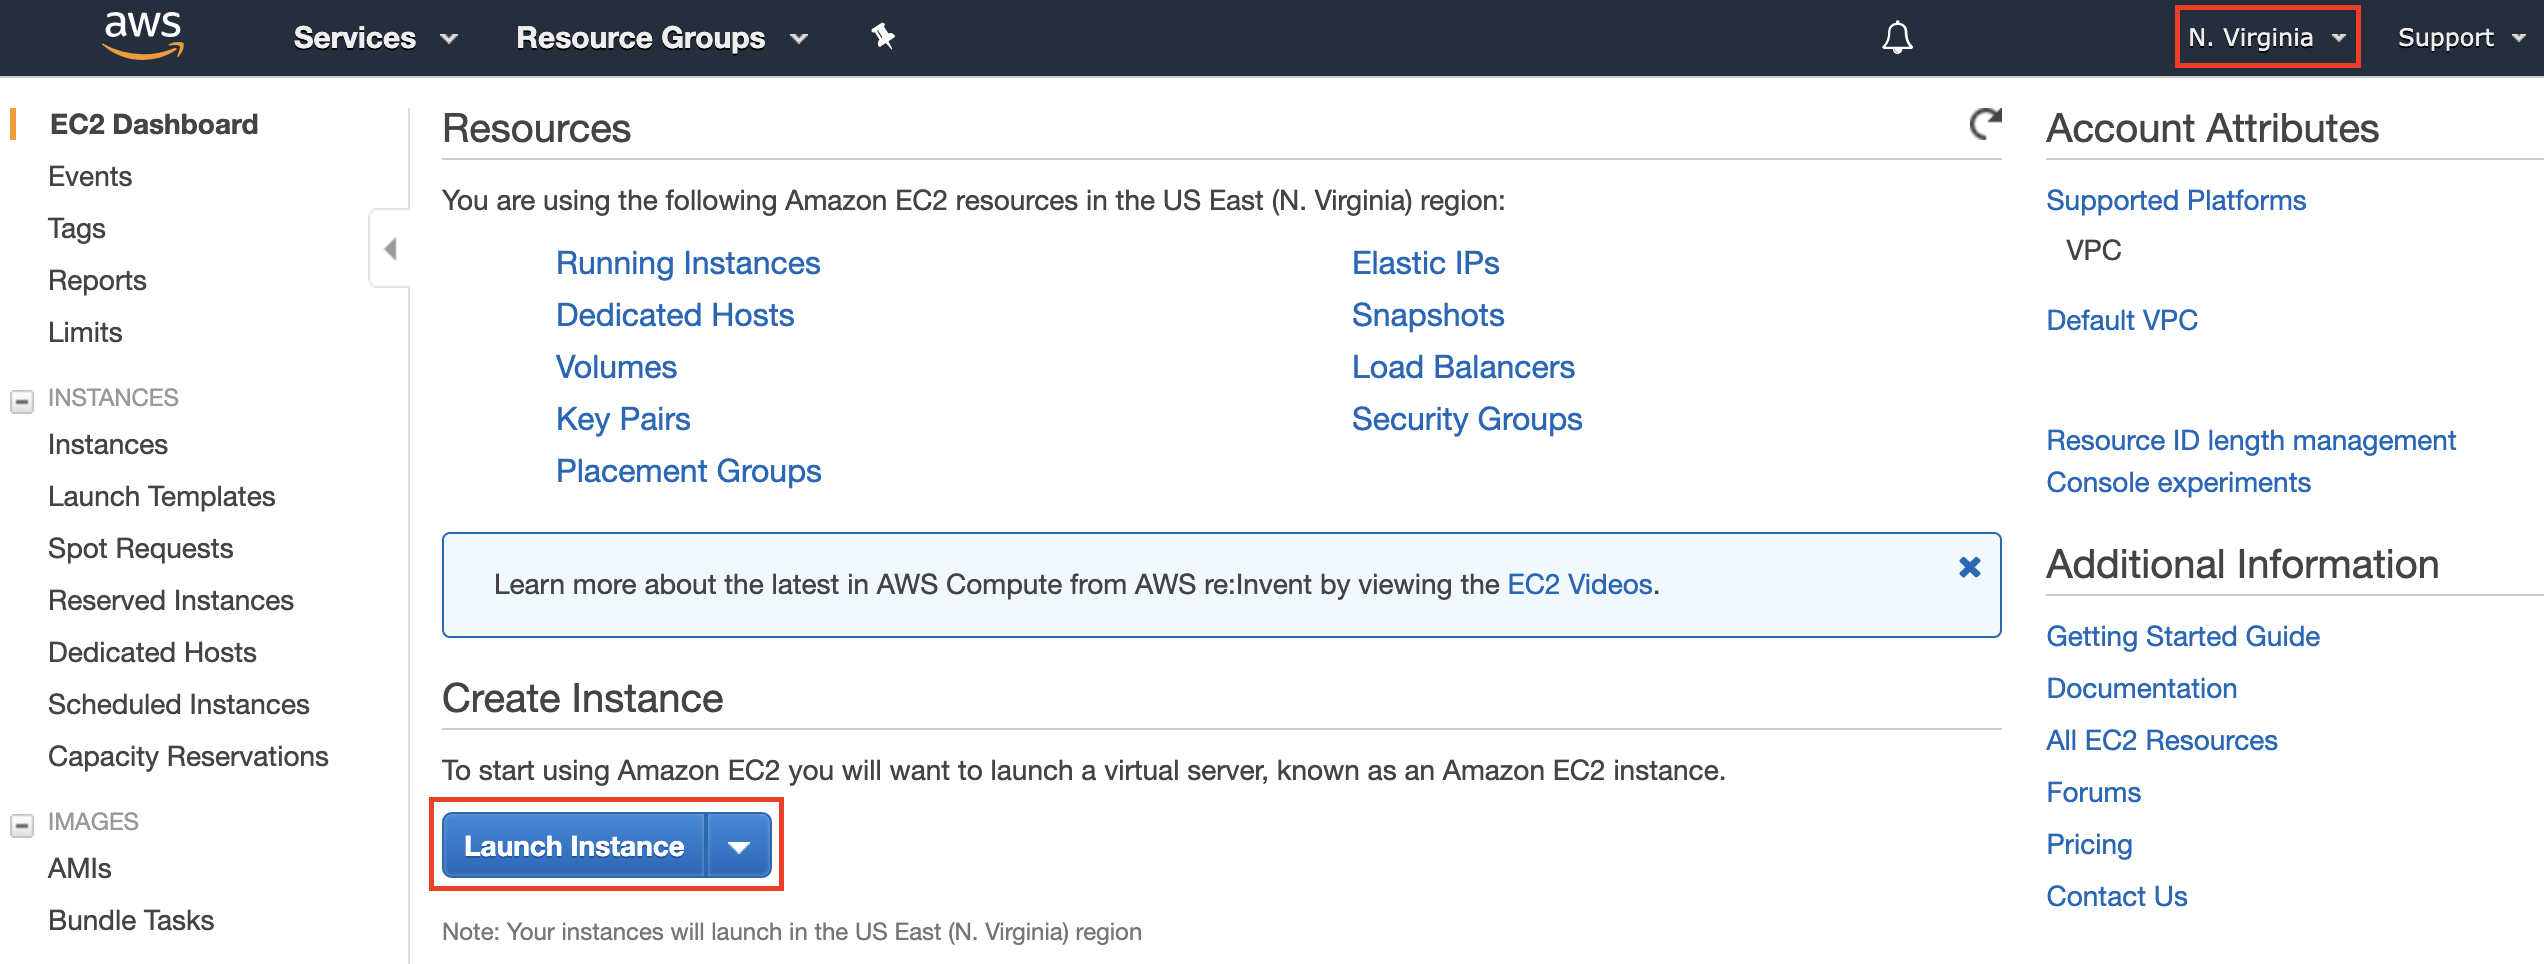 aws
Services
Resource Groups
N. Virginia
Support
EC2 Dashboard
Events
Tags
Reports
Limits
INSTANCES
Instances
Launch Templates
Spot Requests
Reserved Instances
Dedicated Hosts
Scheduled Instances
Capacity Reservations
IMAGES
AMIs
Bundle Tasks
Resources
You are using the following Amazon EC2 resources in the US East (N. Virginia) region:
Running Instances
Dedicated Hosts
Volumes
Key Pairs
Placement Groups
Elastic IPs
Snapshots
Load Balancers
Security Groups
Learn more about the latest in AWS Compute from AWS re:Invent by viewing the EC2 Videos.
Create Instance
To start using Amazon EC2 you will want to launch a virtual server, known as an Amazon EC2 instance.
Launch Instance
Note: Your instances will launch in the US East (N. Virginia) region
Account Attributes
Supported Platforms
VPC
Default VPC
Resource ID length management
Console experiments
Additional Information
Getting Started Guide
Documentation
All EC2 Resources
Forums
Pricing
Contact Us